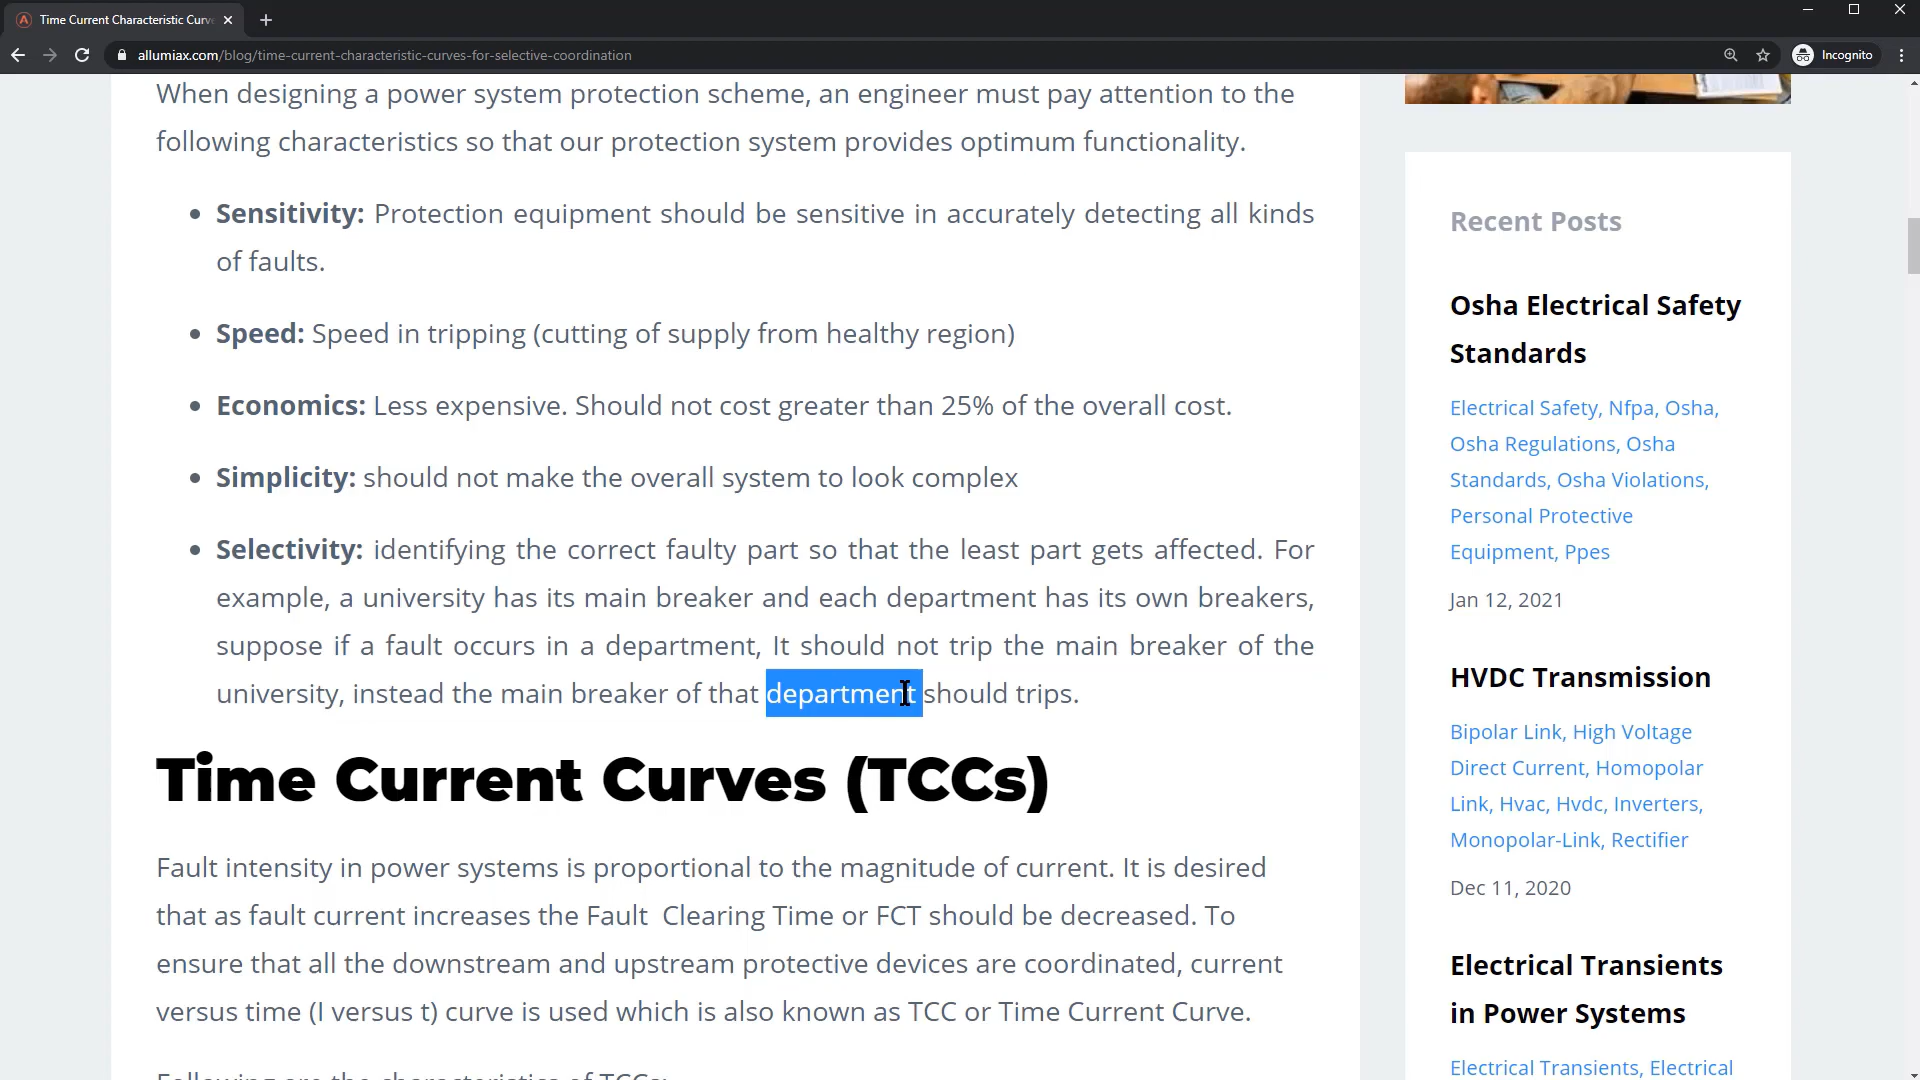 Time Current Characteristic Curv
allumiax.com/blog/time-current-characteristic-curves-for-selective-coordination
Incognito
When designing a power system protection scheme, an engineer must pay attention to the
following characteristics so that our protection system provides optimum functionality.
Sensitivity: Protection equipment should be sensitive in accurately detecting all kinds
of faults.
Speed: Speed in tripping (cutting of supply from healthy region)
Economics: Less expensive. Should not cost greater than 25% of the overall cost.
Simplicity: should not make the overall system to look complex
Selectivity: identifying the correct faulty part so that the least part gets affected. For
example, a university has its main breaker and each department has its own breakers,
suppose if a fault occurs in a department, It should not trip the main breaker of the
university, instead the main breaker of that department should trips.
Time Current Curves (TCCs)
Fault intensity in power systems is proportional to the magnitude of current. It is desired
that as fault current increases the Fault  Clearing Time or FCT should be decreased. To
ensure that all the downstream and upstream protective devices are coordinated, current
versus time (I versus t) curve is used which is also known as TCC or Time Current Curve.
Following are the characteristics of TCCs:
Recent Posts
Osha Electrical Safety
Standards
Electrical Safety, Nfpa, Osha,
Osha Regulations, Osha
Standards, Osha Violations,
Personal Protective
Equipment, Ppes
Jan 12, 2021
HVDC Transmission
Bipolar Link, High Voltage
Direct Current, Homopolar
Link, Hvac, Hvdc, Inverters,
Monopolar-Link, Rectifier
Dec 11, 2020
Electrical Transients
in Power Systems
Electrical Transients, Electrical